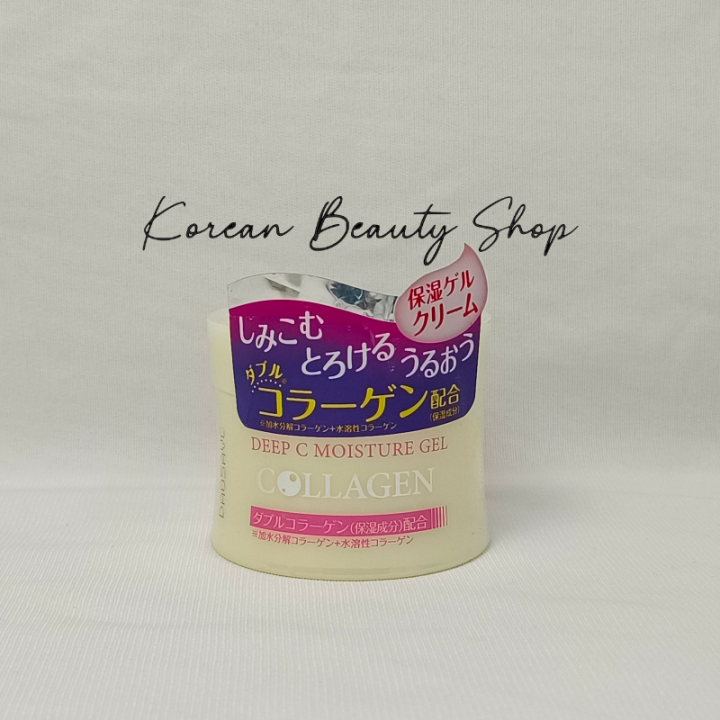 Korean Beauty Shop
保湿ゲル
クリーム
しみこむ
とろける
うるおう
ダブル※
コラーゲン配合
(保湿成分)
※加水分解コラーゲン+水溶性コラーゲン
DEEP C MOISTURE GEL
COLLAGEN
ダブルコラーゲン(保湿成分)配合
※加水分解コラーゲン+水溶性コラーゲン